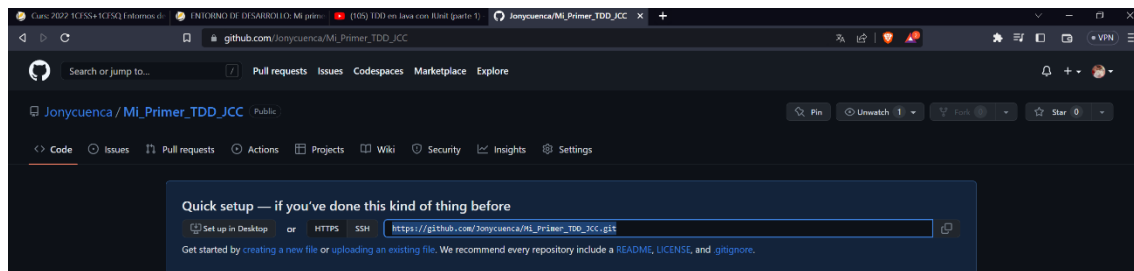 Curs: 2022 1CFSS+1CFSQ Entornos de
ENTORNO DE DESARROLLO: Mi prime
(105) TDD en Java con JUnit (parte 1) -
Jonycuenca/Mi_Primer_TDD_JCC
github.com/Jonycuenca/Mi_Primer_TDD_JCC
VPN
Search or jump to...
/
Pull requests Issues Codespaces Marketplace Explore
Jonycuenca / Mi_Primer_TDD_JCC Public
Pin
Unwatch 1
Fork 0
Star 0
Code Issues Pull requests Actions Projects Wiki Security Insights Settings
Quick setup — if you've done this kind of thing before
Set up in Desktop or HTTPS SSH https://github.com/Jonycuenca/Mi_Primer_TDD_JCC.git
Get started by creating a new file or uploading an existing file. We recommend every repository include a README, LICENSE, and .gitignore.